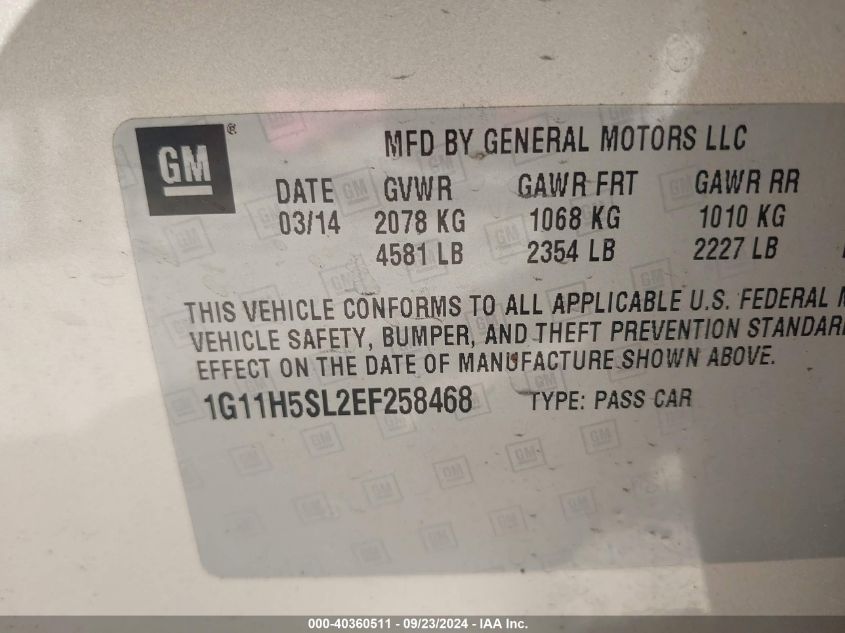 GM ®
MFD BY GENERAL MOTORS LLC
DATE GVWR GAWR FRT GAWR RR
03/14 2078 KG 1068 KG 1010 KG
4581 LB 2354 LB 2227 LB
THIS VEHICLE CONFORMS TO ALL APPLICABLE U.S. FEDERAL M
VEHICLE SAFETY, BUMPER, AND THEFT PREVENTION STANDAR
EFFECT ON THE DATE OF MANUFACTURE SHOWN ABOVE.
1G11H5SL2EF258468 TYPE: PASS CAR
000-40360511 - 09/23/2024 - IAA Inc.